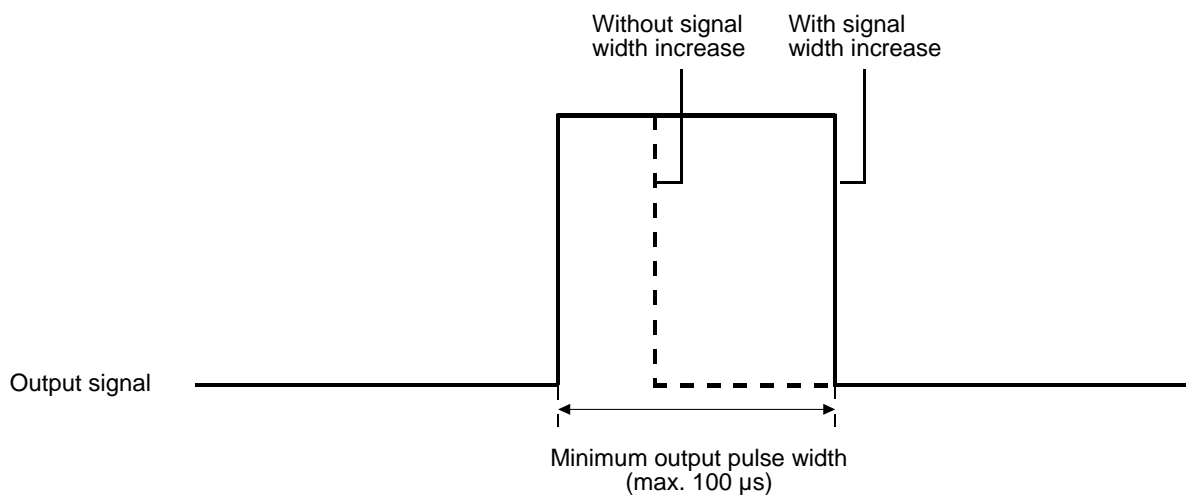 Without signal
width increase
With signal
width increase
Output signal
Minimum output pulse width
(max. 100 µs)